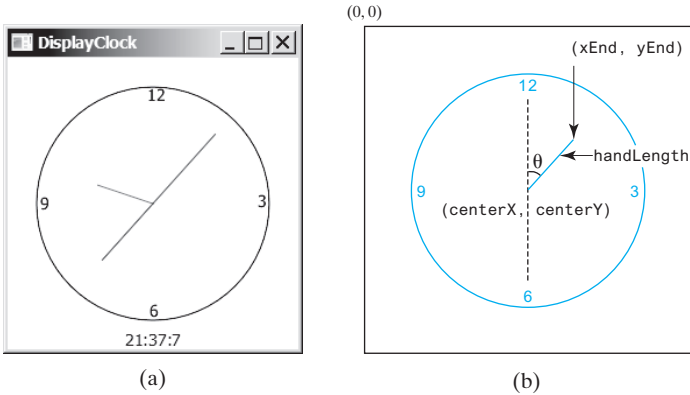 DisplayClock
12
9
3
6
21:37:7
(a)
(0, 0)
(xEnd, yEnd)
12
θ
handLength
9
3
(centerX, centerY)
6
(b)